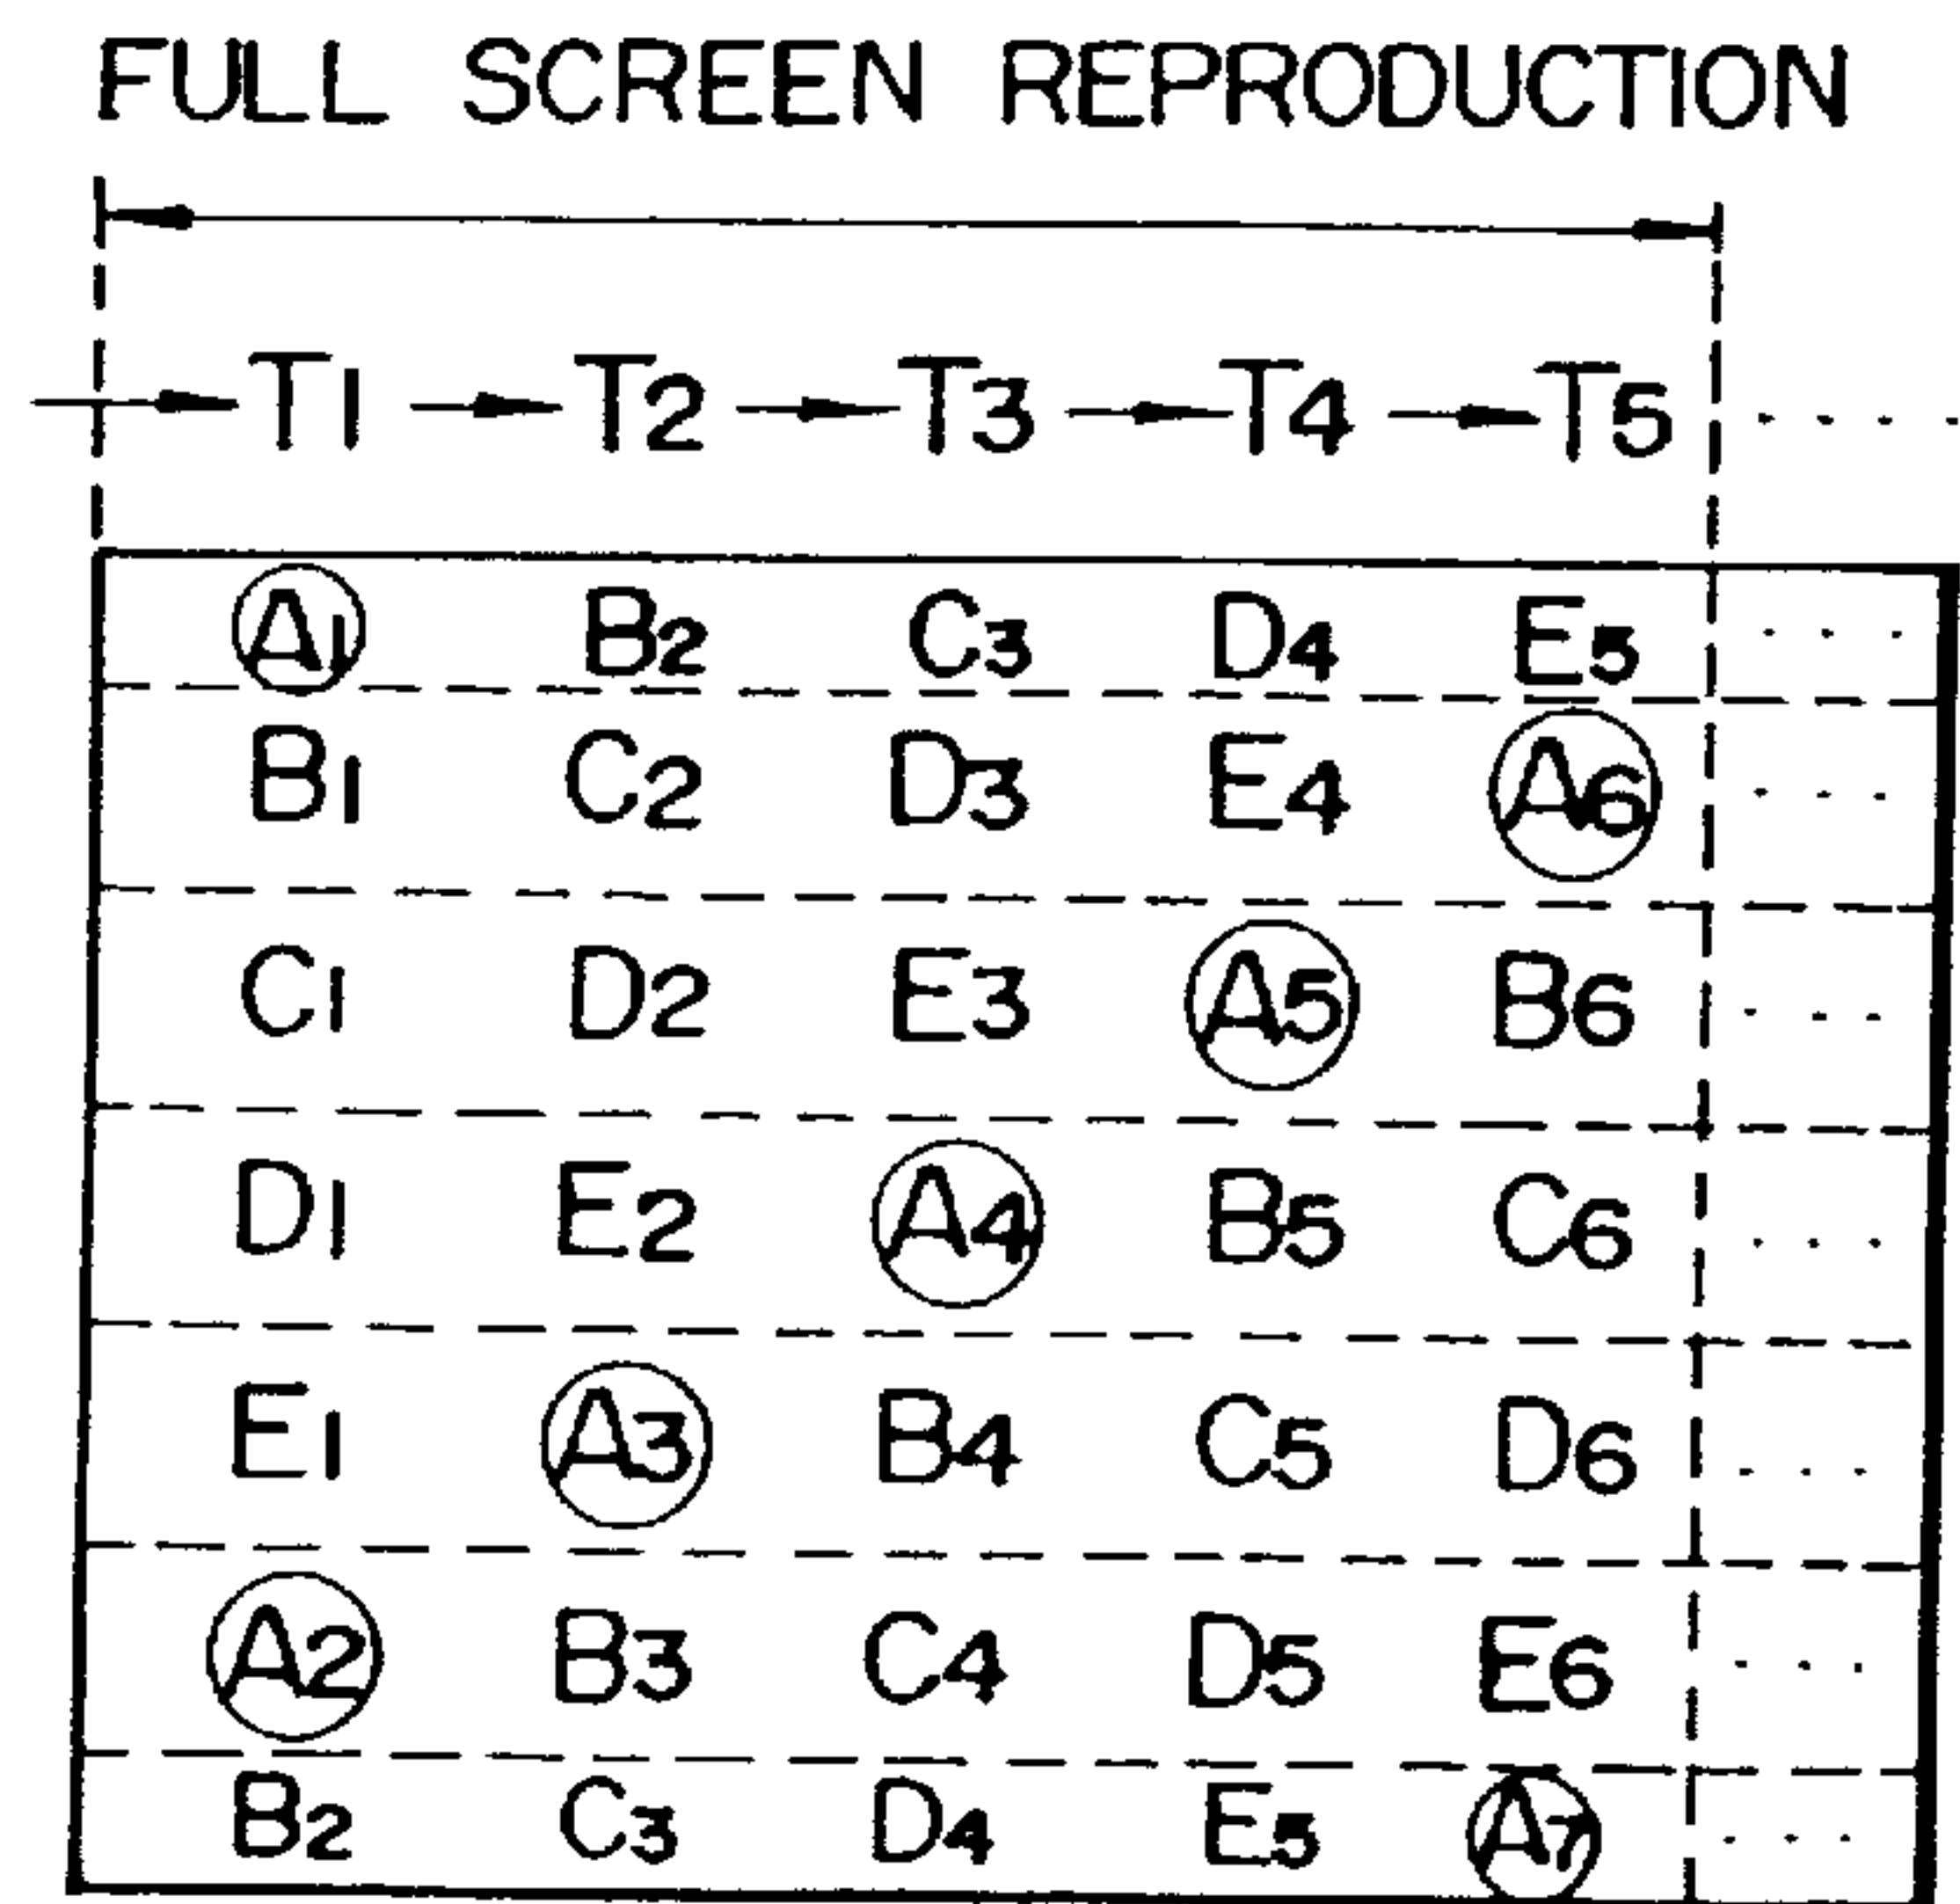 FULL SCREEN REPRODUCTION
T1 T2 T3 T4 T5 ....
A1 B2 C3 D4 E5 ...
B1 C2 D3 E4 A6 ...
C1 D2 E3 A5 B6 ...
D1 E2 A4 B5 C6 ...
E1 A3 B4 C5 D6 ...
A2 B3 C4 D5 E6 ...
B2 C3 D4 E5 A7 ...